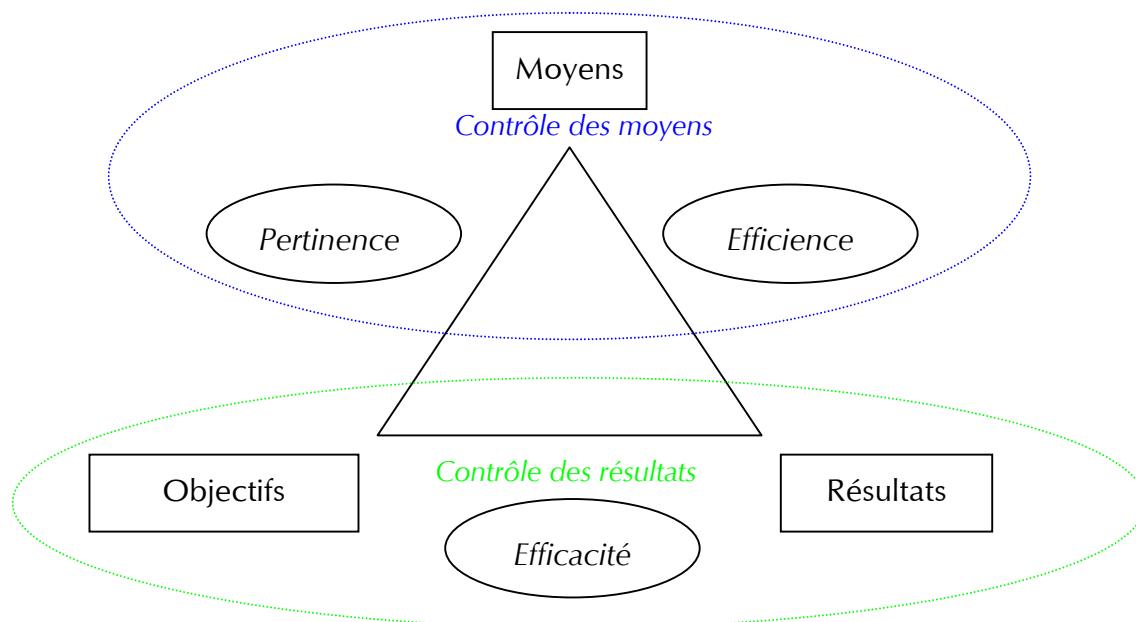 Moyens
Contrôle des moyens
Pertinence
Efficience
Contrôle des résultats
Objectifs
Résultats
Efficacité